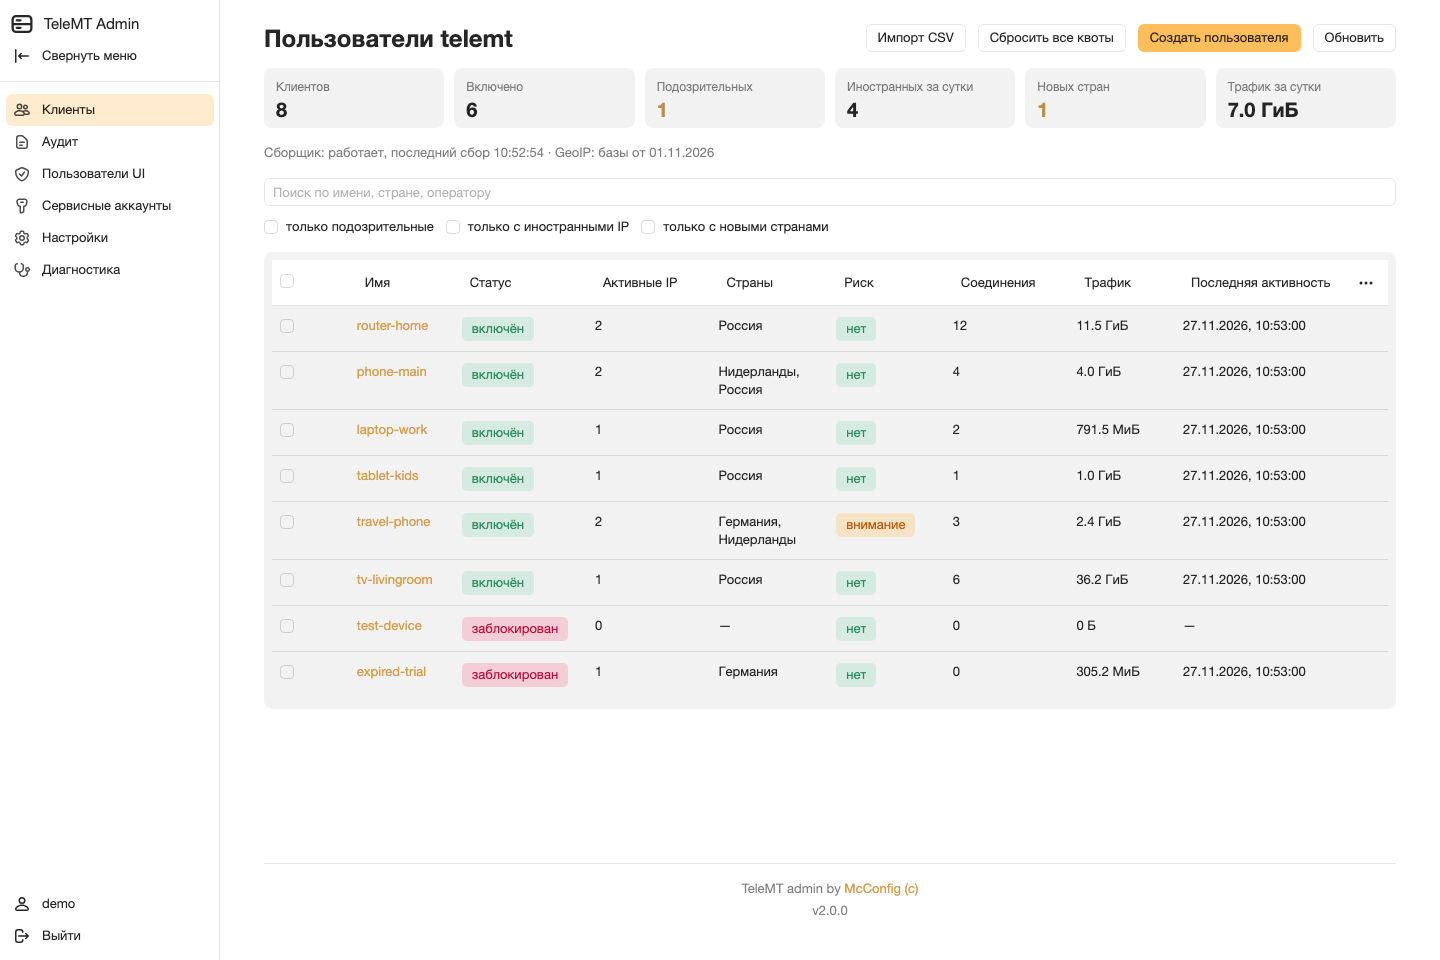 TeleMT Admin
Свернуть меню
Клиенты
Аудит
Пользователи UI
Сервисные аккаунты
Настройки
Диагностика
demo
Выйти
Пользователи telemt
Импорт CSV
Сбросить все квоты
Создать пользователя
Обновить
Клиентов
8
Включено
6
Подозрительных
1
Иностранных за сутки
4
Новых стран
1
Трафик за сутки
7.0 ГиБ
Сборщик: работает, последний сбор 10:52:54 · GeoIP: базы от 01.11.2026
Поиск по имени, стране, оператору
только подозрительные только с иностранными IP только с новыми странами
Имя Статус Активные IP Страны Риск Соединения Трафик Последняя активность
router-home включён 2 Россия нет 12 11.5 ГиБ 27.11.2026, 10:53:00
phone-main включён 2 Нидерланды, нет 4 4.0 ГиБ 27.11.2026, 10:53:00
Россия
laptop-work включён 1 Россия нет 2 791.5 МиБ 27.11.2026, 10:53:00
tablet-kids включён 1 Россия нет 1 1.0 ГиБ 27.11.2026, 10:53:00
travel-phone включён 2 Германия, внимание 3 2.4 ГиБ 27.11.2026, 10:53:00
Нидерланды
tv-livingroom включён 1 Россия нет 6 36.2 ГиБ 27.11.2026, 10:53:00
test-device заблокирован 0 — нет 0 0 Б —
expired-trial заблокирован 1 Германия нет 0 305.2 МиБ 27.11.2026, 10:53:00
TeleMT admin by McConfig (c)
v2.0.0